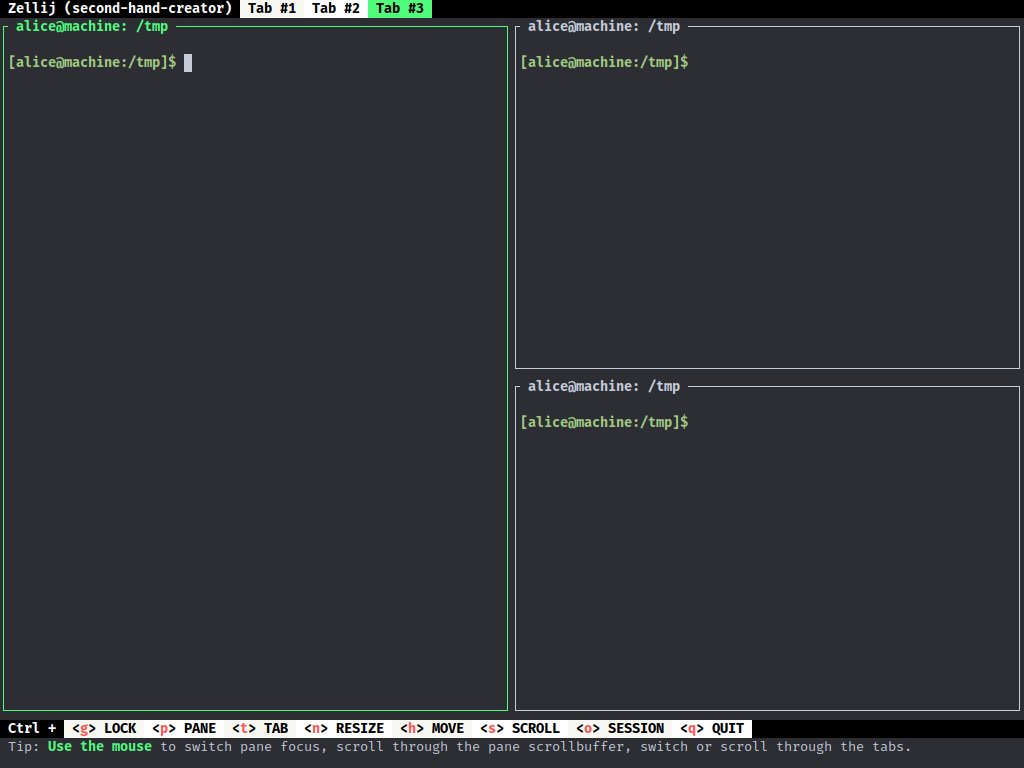 Zellij (second-hand-creator) Tab #1 Tab #2 Tab #3
alice@machine: /tmp
[alice@machine:/tmp]$
alice@machine: /tmp
[alice@machine:/tmp]$
alice@machine: /tmp
[alice@machine:/tmp]$
Ctrl + <g> LOCK <p> PANE <t> TAB <n> RESIZE <h> MOVE <s> SCROLL <o> SESSION <q> QUIT
Tip: Use the mouse to switch pane focus, scroll through the pane scrollbuffer, switch or scroll through the tabs.